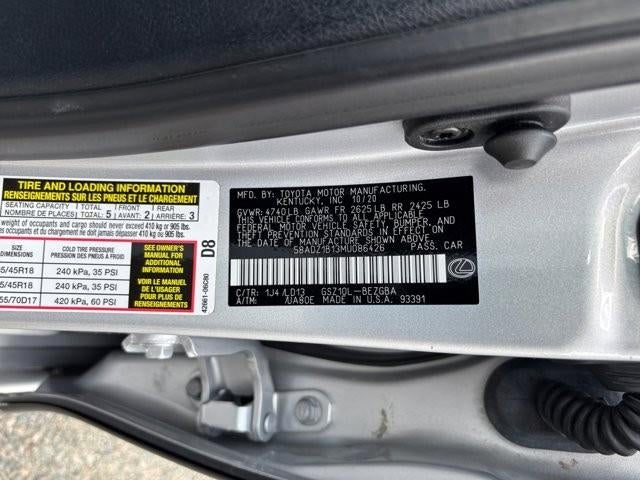 TIRE AND LOADING INFORMATION
RENSEIGNEMENTS SUR LES PNEUS ET LE CHARGEMENT
SEATING CAPACITY TOTAL FRONT REAR
NOMBRE DE PLACES TOTAL: 5 AVANT: 2 ARRIÈRE: 3
weight of occupants and cargo should never exceed 410 kg or 905 lbs.
des occupants et du chargement ne doit jamais dépasser 410 kg ou 905 lbs.
DIMENSIONS COLD TIRE PRESSURE
PRESSION DES PNEUS À FROID
5/45R18 240 kPa, 35 PSI
5/45R18 240 kPa, 35 PSI
55/70D17 420 kPa, 60 PSI
SEE OWNER'S
MANUAL FOR
ADDITIONAL
INFORMATION
VOIR LE MANUEL
DE L'USAGER
POUR PLUS DE
RENSEIGNEMENTS
D8
42661-06C80
MFD. BY: TOYOTA MOTOR MANUFACTURING.
KENTUCKY, INC 10/20
GVWR:4740LB GAWR FR 2625LB RR 2425 LB
THIS VEHICLE CONFORMS TO ALL APPLICABLE
FEDERAL MOTOR VEHICLE SAFETY, BUMPER, AND
THEFT PREVENTION STANDARDS IN EFFECT ON
THE DATE OF MANUFACTURE SHOWN ABOVE.
58ADZ1B13MU086426 PASS. CAR
C/TR: 1J4 /LD13 GSZ10L-BEZGBA
A/TM: /UA80E MADE IN U.S.A. 93391